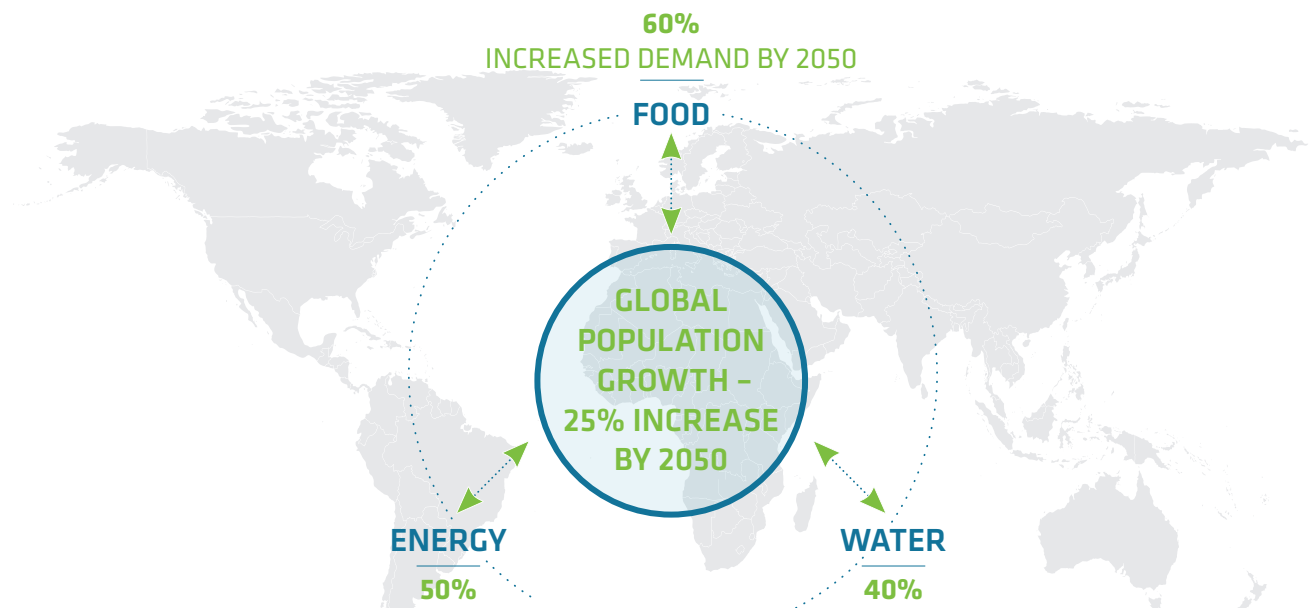 60%
INCREASED DEMAND BY 2050
FOOD
GLOBAL
POPULATION
GROWTH –
25% INCREASE
BY 2050
ENERGY
50%
WATER
40%